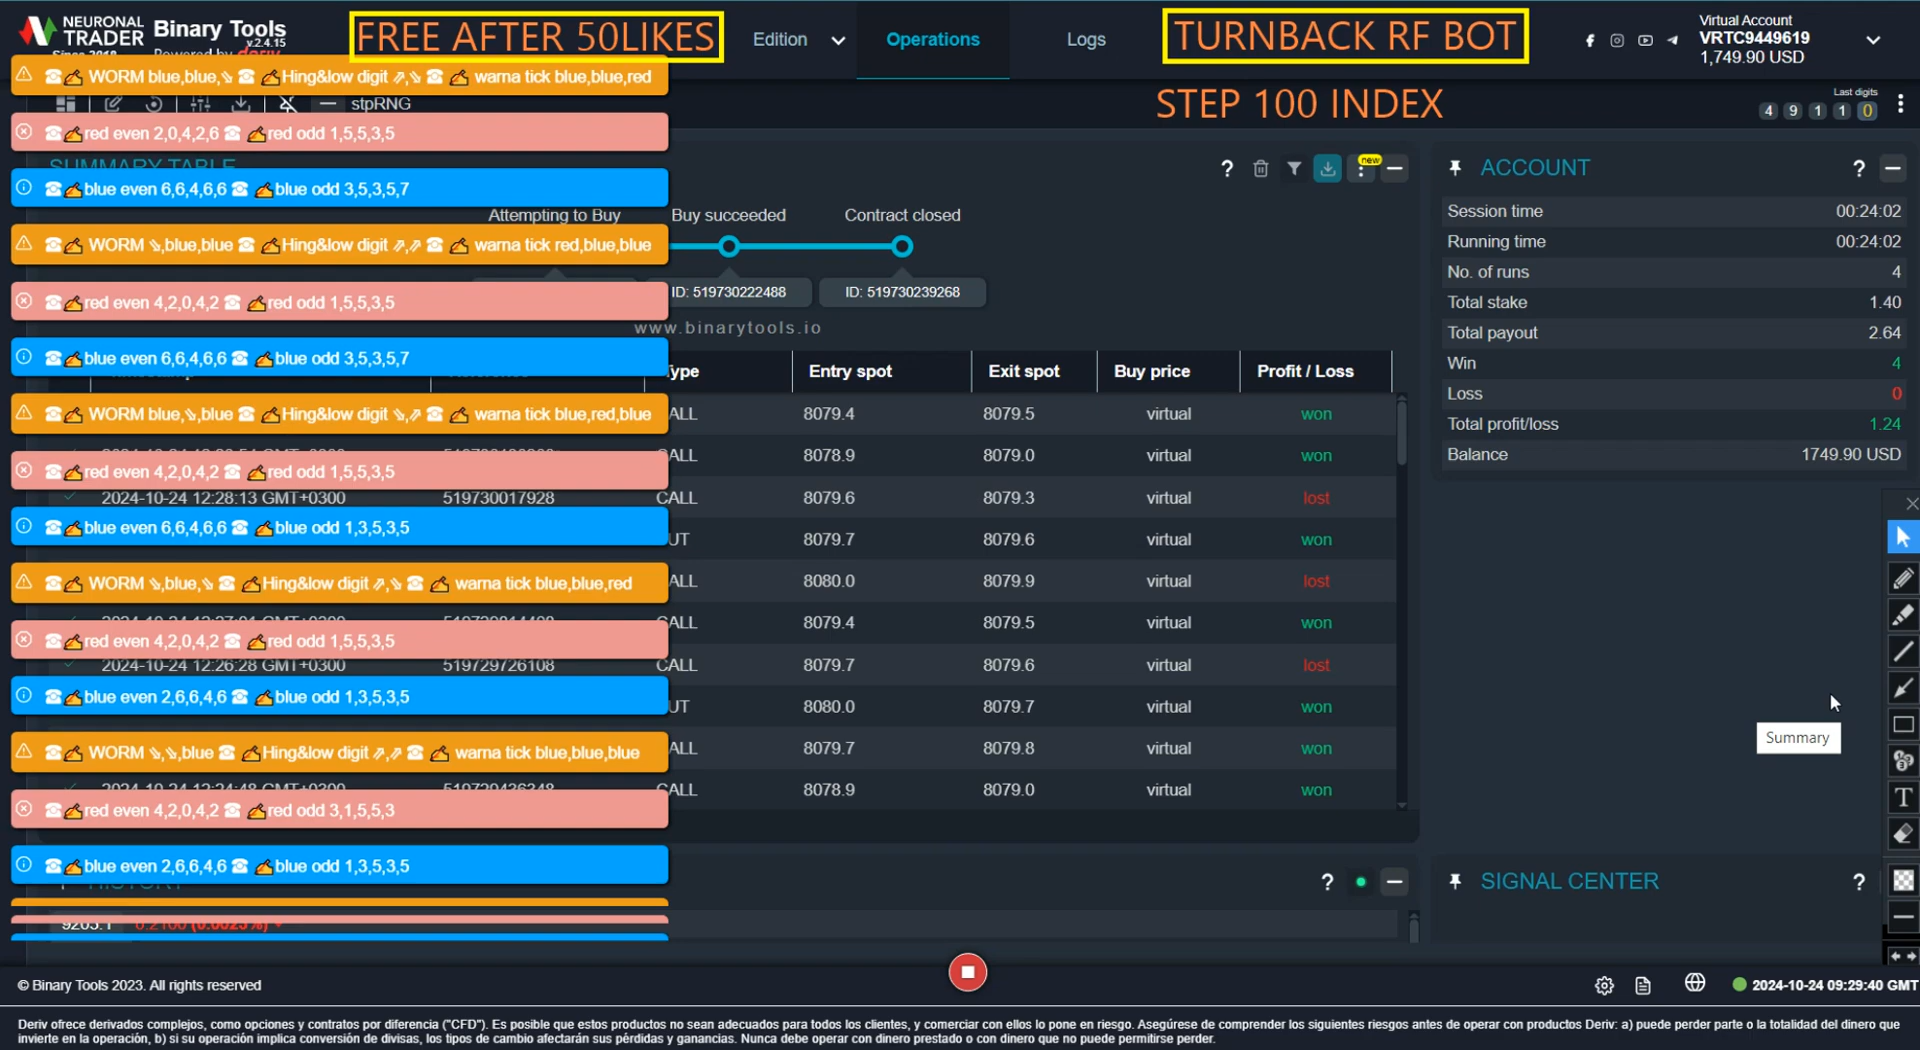 NEURONAL TRADER
Binary Tools
v.2.4.15
FREE AFTER 50LIKES
Edition
Operations
Logs
TURNBACK RF BOT
Virtual Account
VRTC9449619
1,749.90 USD
WORM blue,blue,⇘ Hing&low digit ⇗,⇘ warna tick blue,blue,red
stpRNG
STEP 100 INDEX
Last digits
4 9 1 1 0
red even 2,0,4,2,6 red odd 1,5,5,3,5
SUMMARY TABLE
new
blue even 6,6,4,6,6 blue odd 3,5,3,5,7
Attempting to Buy
Buy succeeded
Contract closed
WORM ⇘,blue,blue Hing&low digit ⇗,⇗ warna tick red,blue,blue
red even 4,2,0,4,2 red odd 1,5,5,3,5
ID: 519730222488
ID: 519730239268
www.binarytools.io
blue even 6,6,4,6,6 blue odd 3,5,3,5,7
ype Entry spot Exit spot Buy price Profit / Loss
WORM blue,⇘,blue Hing&low digit ⇘,⇗ warna tick blue,red,blue
ALL 8079.4 8079.5 virtual won
ALL 8078.9 8079.0 virtual won
red even 4,2,0,4,2 red odd 1,5,5,3,5
2024-10-24 12:28:13 GMT+0300 519730017928 CALL 8079.6 8079.3 virtual lost
blue even 6,6,4,6,6 blue odd 1,3,5,3,5
UT 8079.7 8079.6 virtual won
WORM ⇘,blue,⇘ Hing&low digit ⇗,⇘ warna tick blue,blue,red
ALL 8080.0 8079.9 virtual lost
CALL 8079.4 8079.5 virtual won
red even 4,2,0,4,2 red odd 1,5,5,3,5
2024-10-24 12:26:28 GMT+0300 519729726108 CALL 8079.7 8079.6 virtual lost
blue even 2,6,6,4,6 blue odd 1,3,5,3,5
UT 8080.0 8079.7 virtual won
WORM ⇘,⇘,blue Hing&low digit ⇗,⇗ warna tick blue,blue,blue
ALL 8079.7 8079.8 virtual won
CALL 8078.9 8079.0 virtual won
red even 4,2,0,4,2 red odd 3,1,5,5,3
blue even 2,6,6,4,6 blue odd 1,3,5,3,5
HISTORY
ACCOUNT
Session time 00:24:02
Running time 00:24:02
No. of runs 4
Total stake 1.40
Total payout 2.64
Win 4
Loss 0
Total profit/loss 1.24
Balance 1749.90 USD
Summary
SIGNAL CENTER
© Binary Tools 2023. All rights reserved
2024-10-24 09:29:40 GMT
Deriv ofrece derivados complejos, como opciones y contratos por diferencia ("CFD"). Es posible que estos productos no sean adecuados para todos los clientes, y comerciar con ellos lo pone en riesgo. Asegúrese de comprender los siguientes riesgos antes de operar con productos Deriv: a) puede perder parte o la totalidad del dinero que
invierte en la operación, b) si su operación implica conversión de divisas, los tipos de cambio afectarán sus pérdidas y ganancias. Nunca debe operar con dinero prestado o con dinero que no puede permitirse perder.